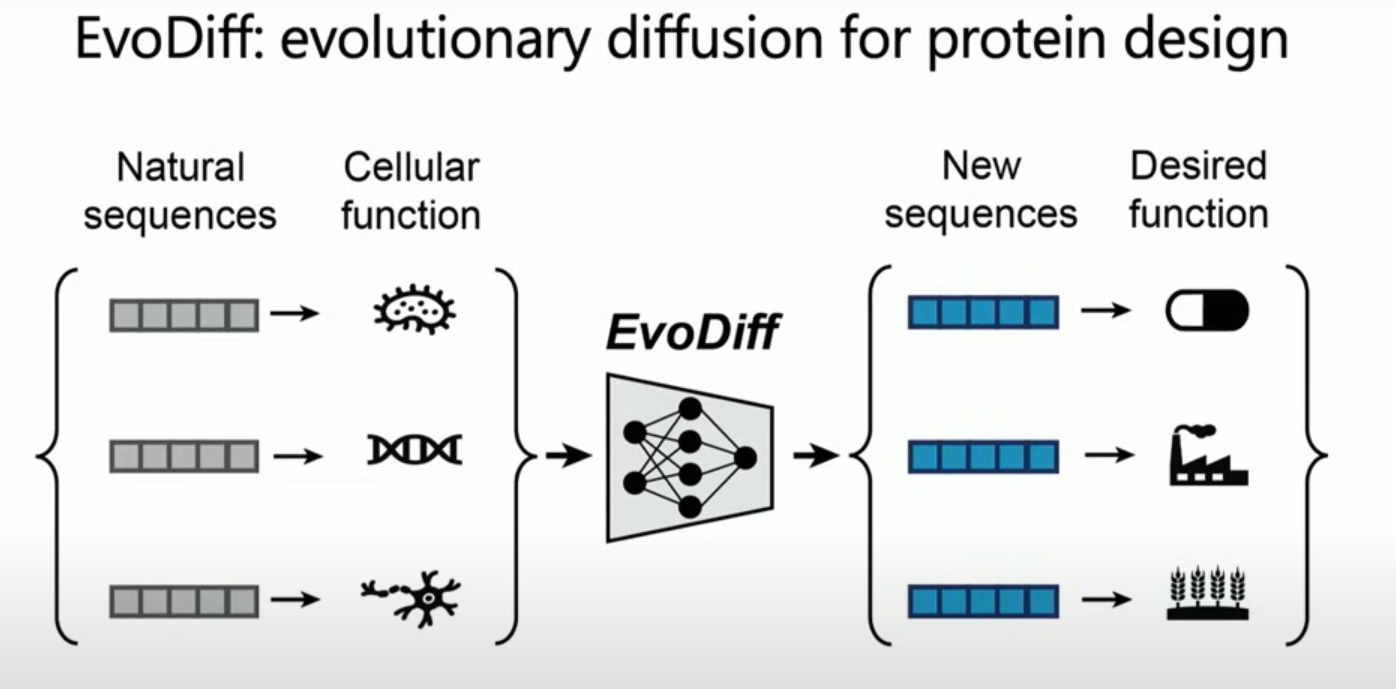 EvoDiff: evolutionary diffusion for protein design
Natural
sequences
Cellular
function
EvoDiff
New
sequences
Desired
function